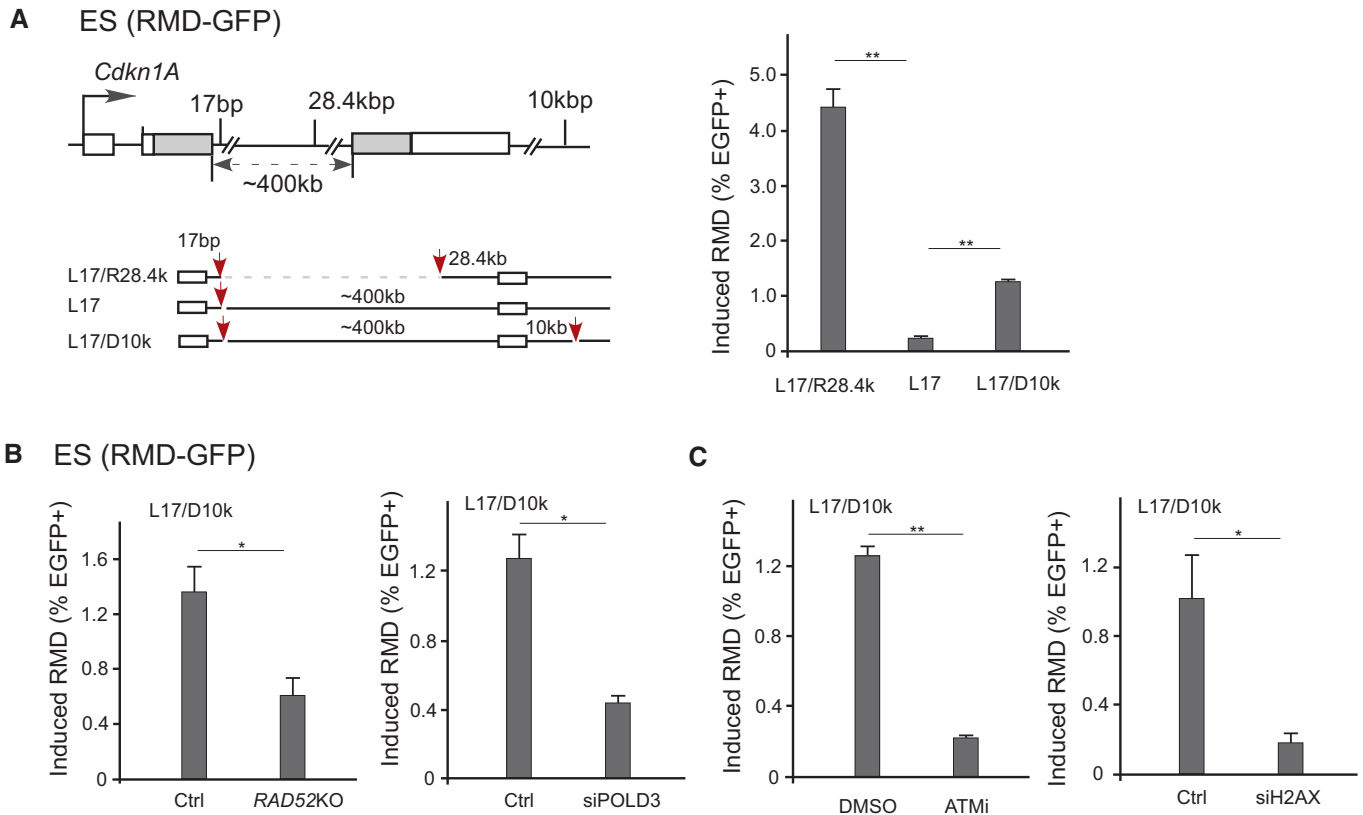 A ES (RMD-GFP)
Cdkn1A
17bp
28.4kbp
10kbp
~400kb
17bp
L17/R28.4k
28.4kb
L17
~400kb
L17/D10k
~400kb
10kb
Induced RMD (% EGFP+)
5.0
4.0
3.0
2.0
1.0
0
**
**
L17/R28.4k L17 L17/D10k
B ES (RMD-GFP)
L17/D10k
Induced RMD (% EGFP+)
1.6
1.2
0.8
0.4
0
*
Ctrl RAD52KO
L17/D10k
Induced RMD (% EGFP+)
1.2
0.8
0.4
0
*
Ctrl siPOLD3
C
L17/D10k
Induced RMD (% EGFP+)
1.2
0.8
0.4
0
**
DMSO ATMi
L17/D10k
Induced RMD (% EGFP+)
1.2
0.8
0.4
0
*
Ctrl siH2AX